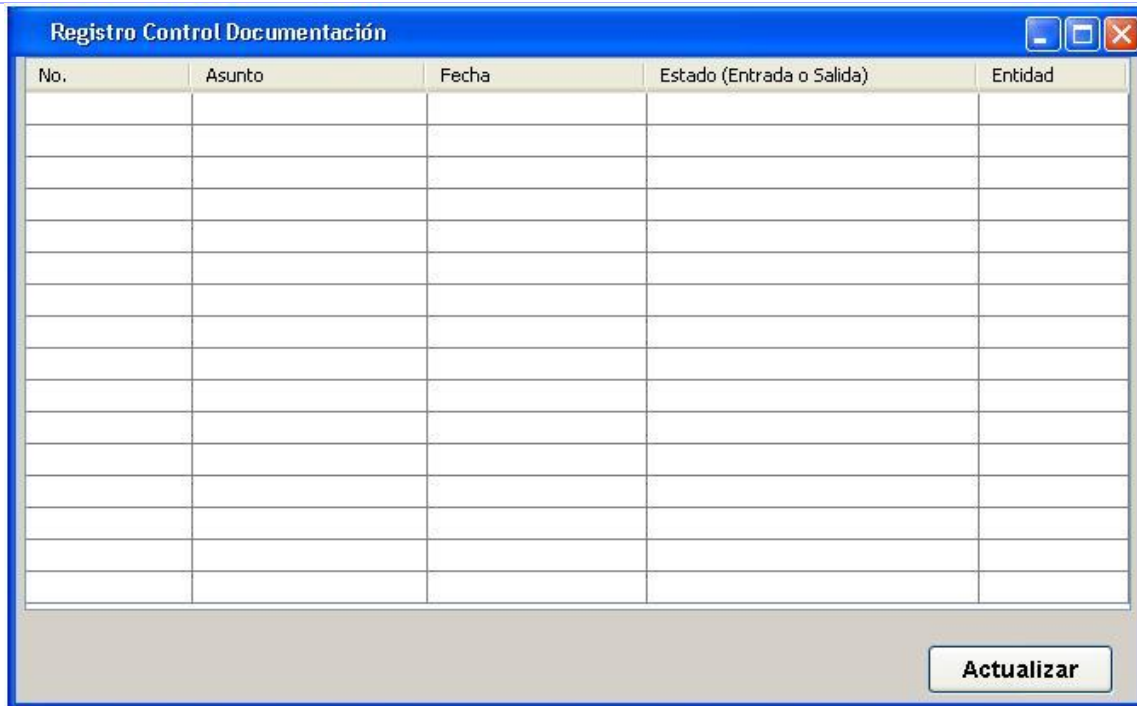 Registro Control Documentación
No. Asunto Fecha Estado (Entrada o Salida) Entidad
Actualizar